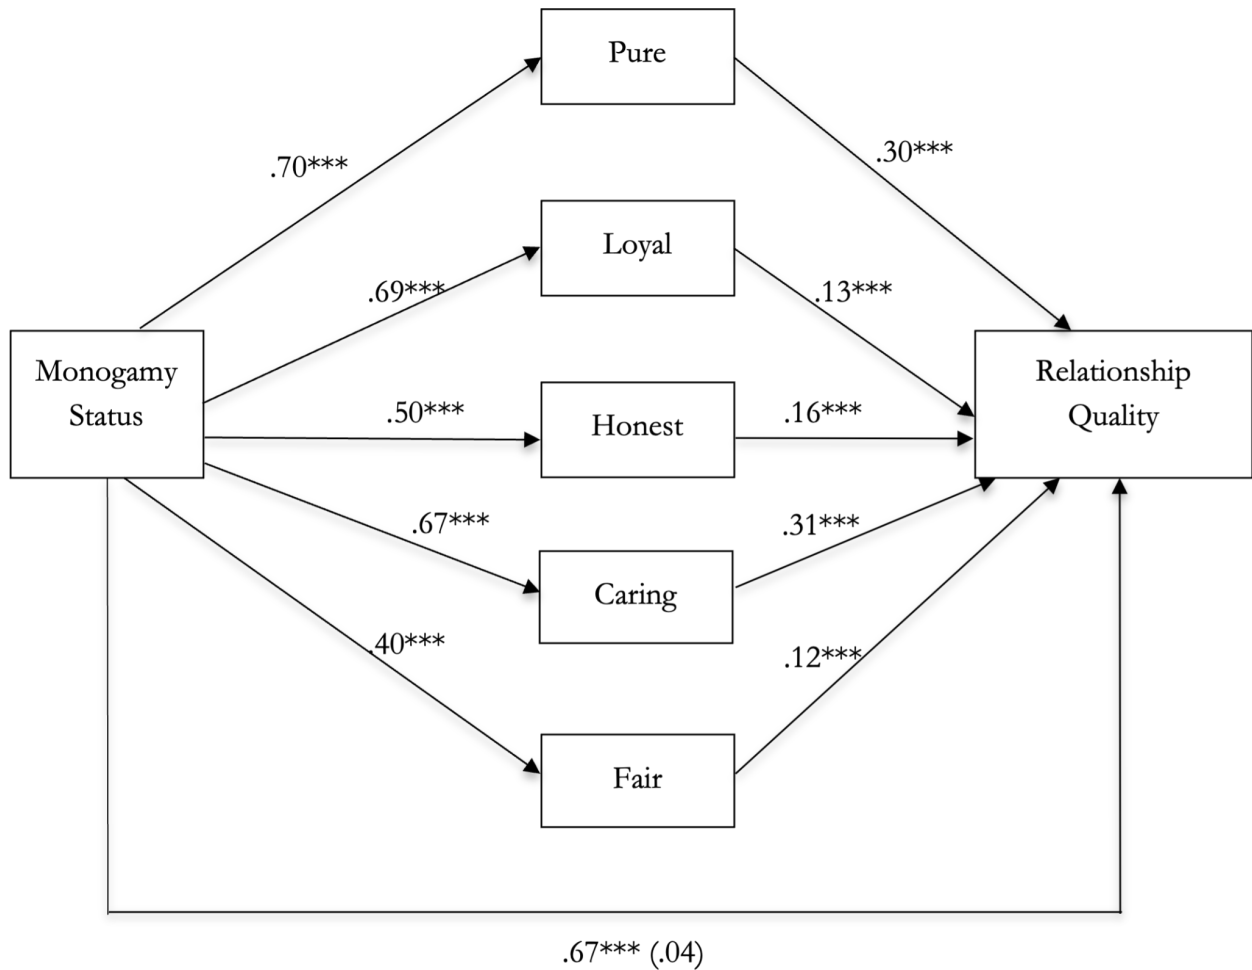 Pure
.70***
.30***
Loyal
.69***
.13***
Monogamy
Status
Relationship
Quality
.50***
Honest
.16***
.67***
.31***
Caring
.40***
.12***
Fair
.67*** (.04)